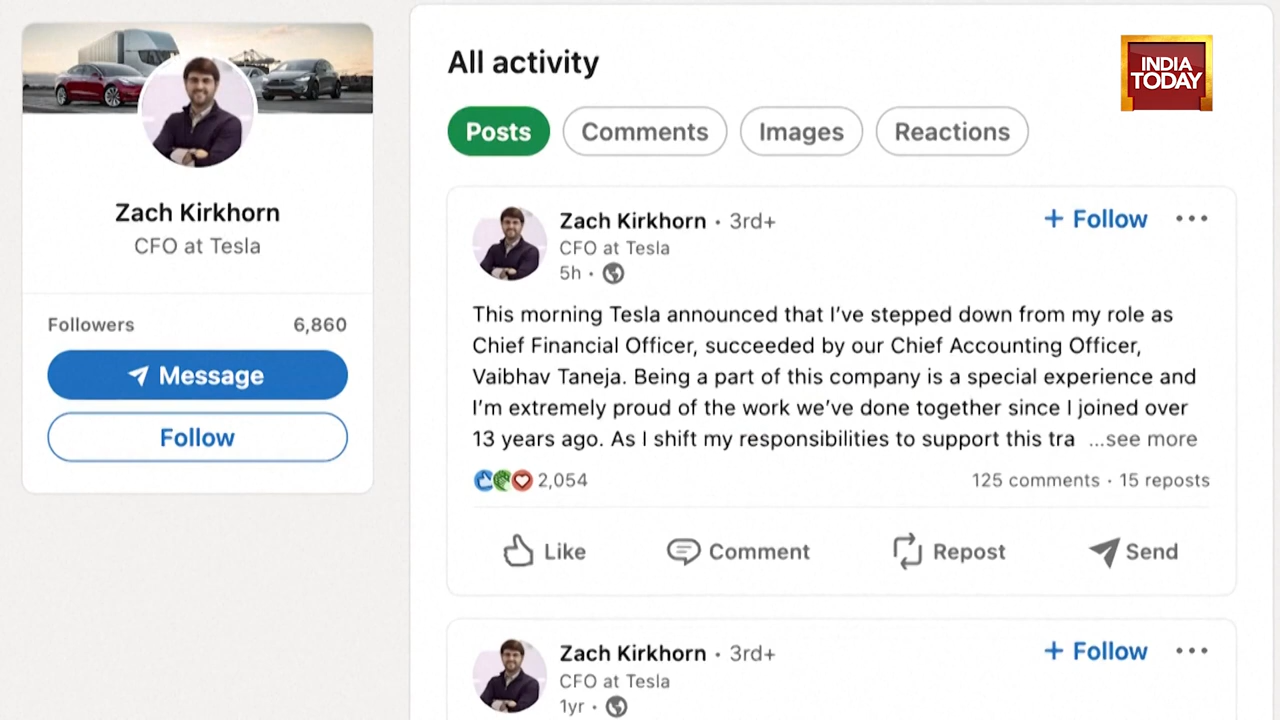 Zach Kirkhorn
CFO at Tesla
Followers 6,860
Message
Follow
All activity
INDIA
TODAY
Posts Comments Images Reactions
Zach Kirkhorn · 3rd+ + Follow
CFO at Tesla
5h ·
This morning Tesla announced that I’ve stepped down from my role as
Chief Financial Officer, succeeded by our Chief Accounting Officer,
Vaibhav Taneja. Being a part of this company is a special experience and
I’m extremely proud of the work we’ve done together since I joined over
13 years ago. As I shift my responsibilities to support this tra ...see more
2,054 125 comments · 15 reposts
Like Comment Repost Send
Zach Kirkhorn · 3rd+ + Follow
CFO at Tesla
1yr ·